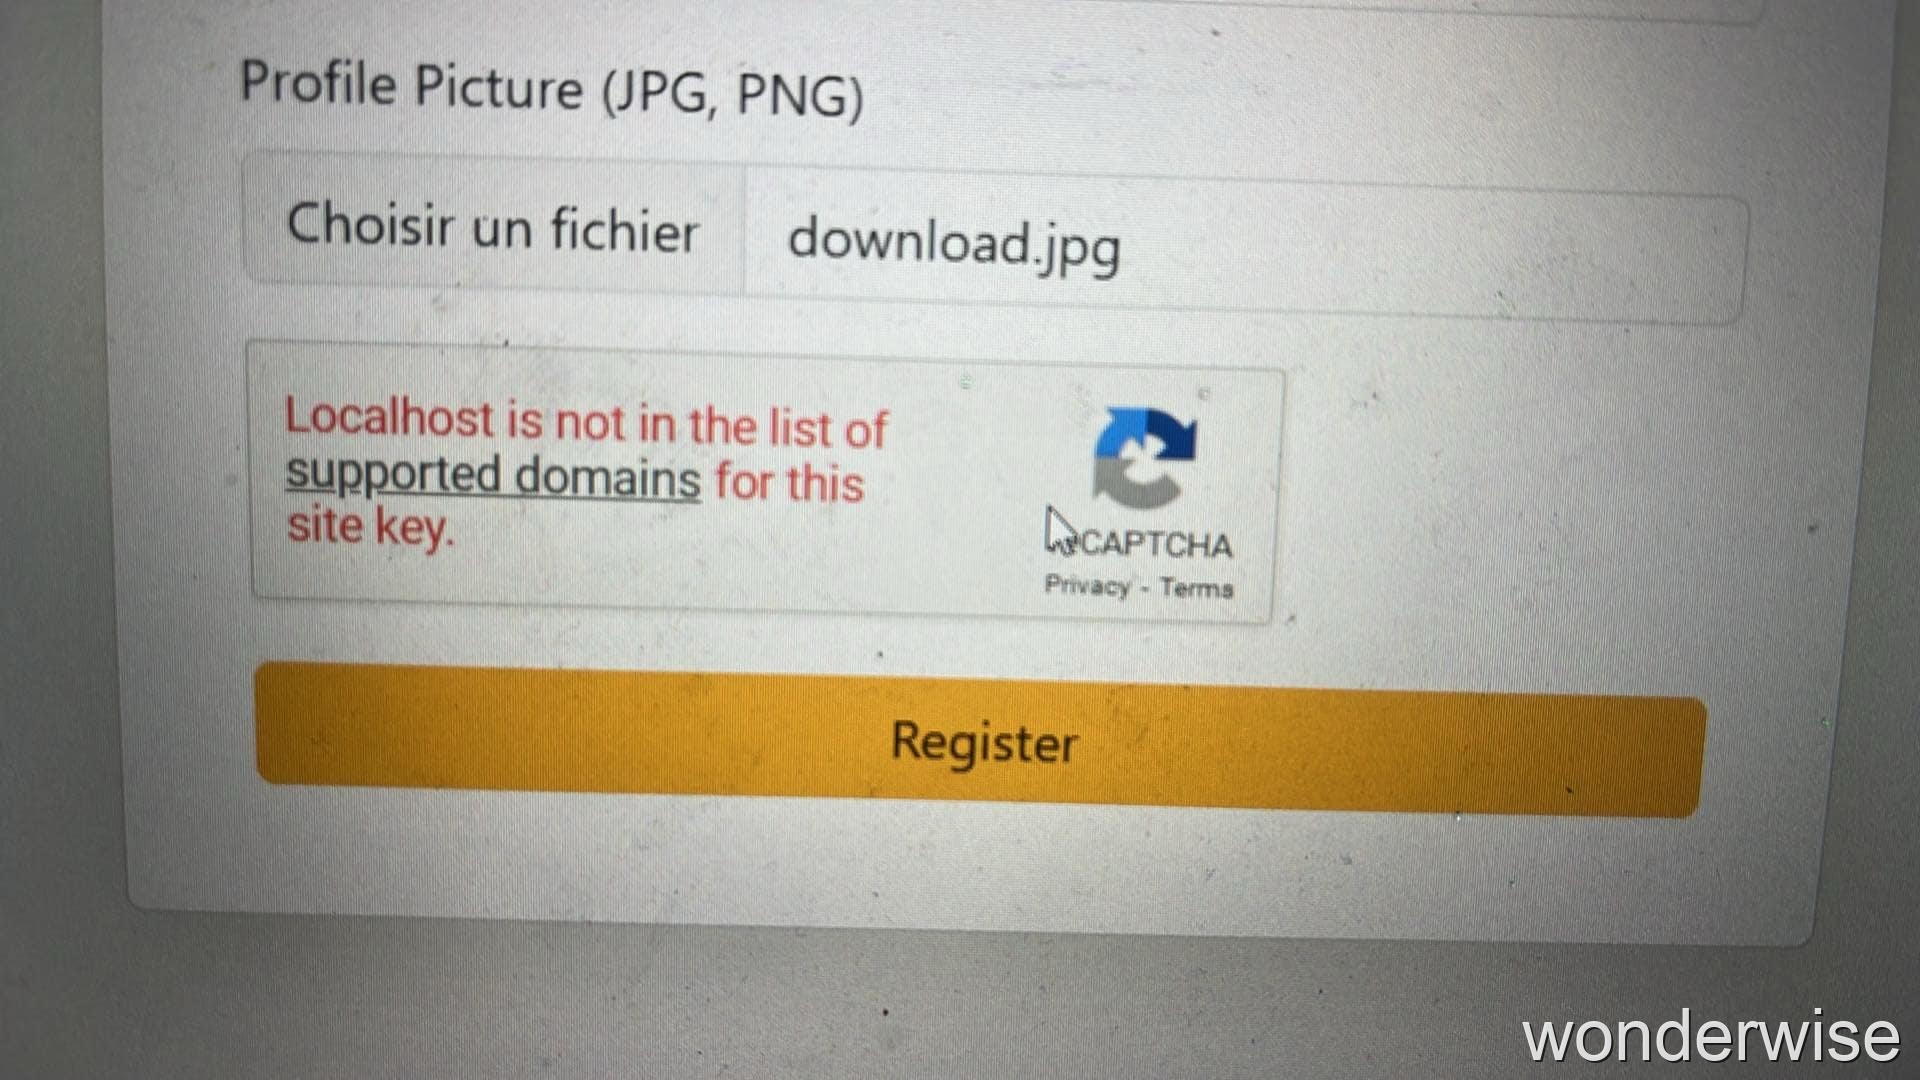 Profile Picture (JPG, PNG)
Choisir un fichier download.jpg
Localhost is not in the list of
supported domains for this
site key.
CAPTCHA
Privacy - Terms
Register
wonderwise